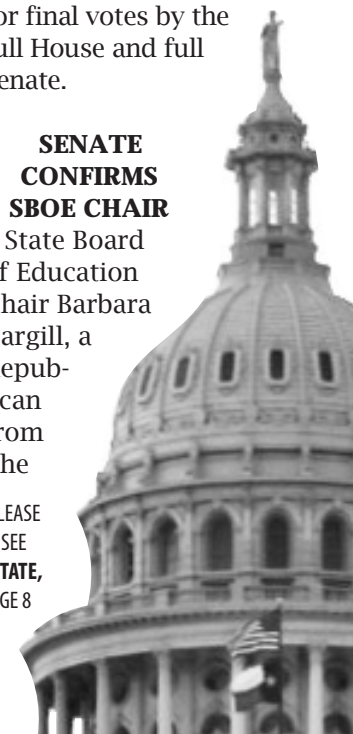 or final votes by the
ull House and full
enate.
SENATE
CONFIRMS
SBOE CHAIR
State Board
f Education
hair Barbara
argill, a
epub-
can
rom
he
LEASE
SEE
TATE,
GE 8